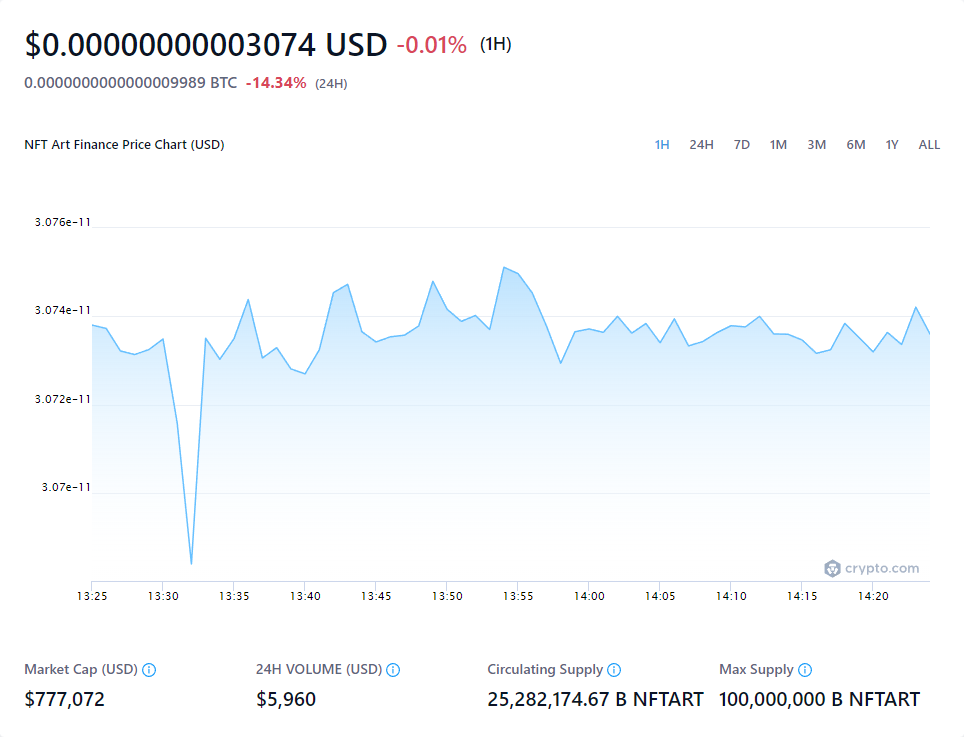 $0.00000000003074 USD -0.01% (1H)
0.0000000000000009989 BTC -14.34% (24H)
NFT Art Finance Price Chart (USD) 1H 24H 7D 1M 3M 6M 1Y ALL
3.076e-11
3.074e-11
3.072e-11
3.07e-11
crypto.com
13:25 13:30 13:35 13:40 13:45 13:50 13:55 14:00 14:05 14:10 14:15 14:20
Market Cap (USD) 24H VOLUME (USD) Circulating Supply Max Supply
$777,072 $5,960 25,282,174.67 B NFTART 100,000,000 B NFTART